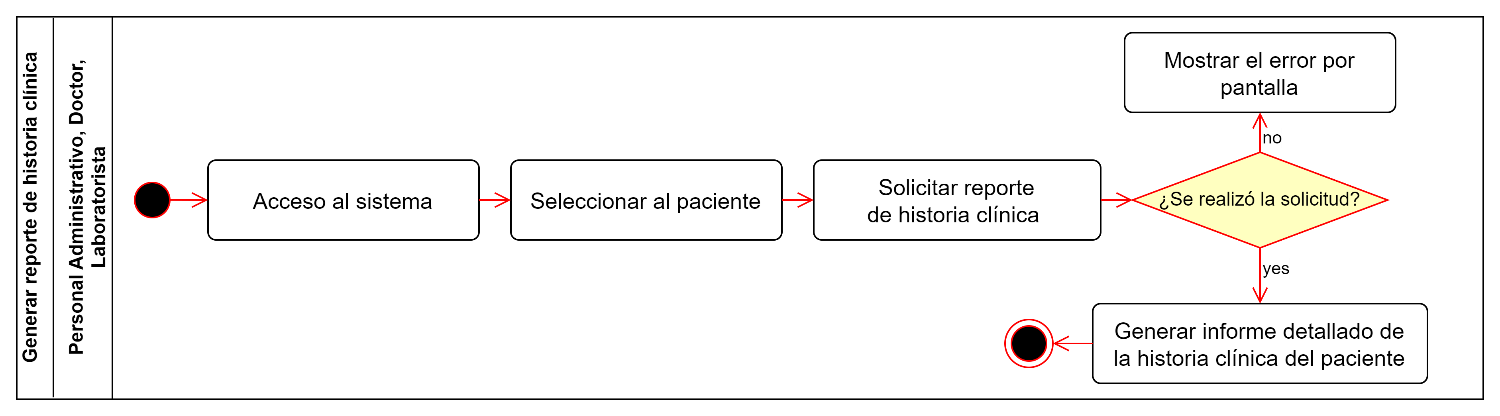 Generar reporte de historia clínica
Personal Administrativo, Doctor,
Laboratorista
Acceso al sistema
Seleccionar al paciente
Solicitar reporte
de historia clínica
¿Se realizó la solicitud?
no
Mostrar el error por
pantalla
yes
Generar informe detallado de
la historia clínica del paciente